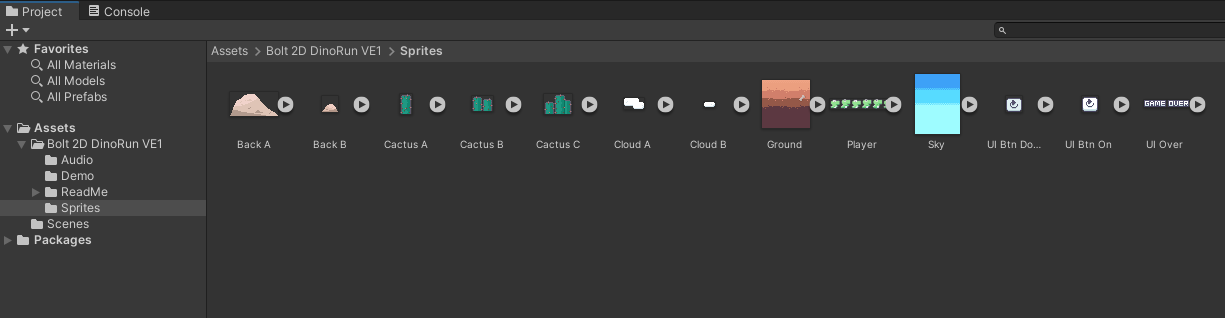 Project Console
Favorites
All Materials
All Models
All Prefabs
Assets
Bolt 2D DinoRun VE1
Audio
Demo
ReadMe
Sprites
Scenes
Packages
Assets > Bolt 2D DinoRun VE1 > Sprites
GAME OVER
Back A Back B Cactus A Cactus B Cactus C Cloud A Cloud B Ground Player Sky UI Btn Do... UI Btn On UI Over